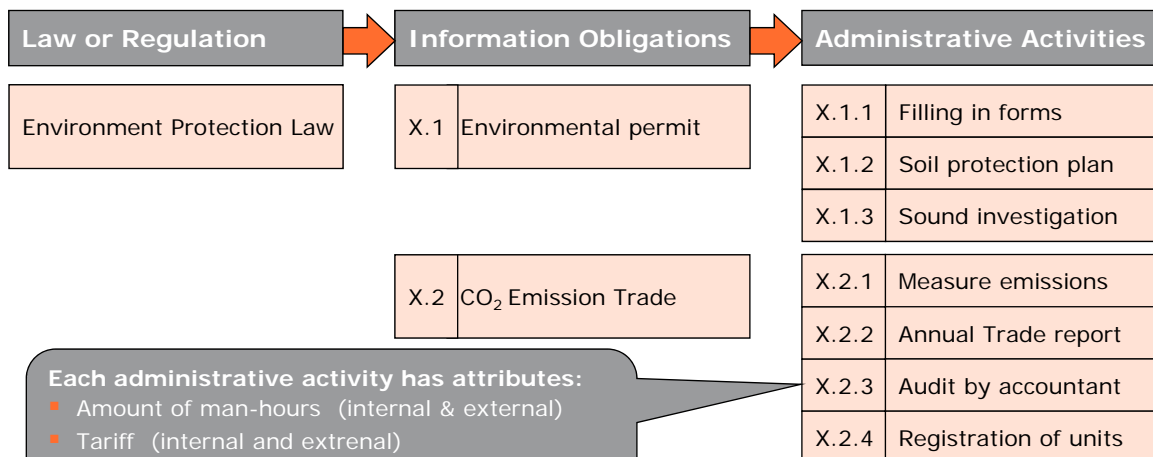 Law or Regulation
Information Obligations
Administrative Activities
Environment Protection Law
X.1 Environmental permit
X.1.1 Filling in forms
X.1.2 Soil protection plan
X.1.3 Sound investigation
X.2 CO₂ Emission Trade
X.2.1 Measure emissions
X.2.2 Annual Trade report
X.2.3 Audit by accountant
X.2.4 Registration of units
Each administrative activity has attributes:
▪ Amount of man-hours (internal & external)
▪ Tariff (internal and extrenal)